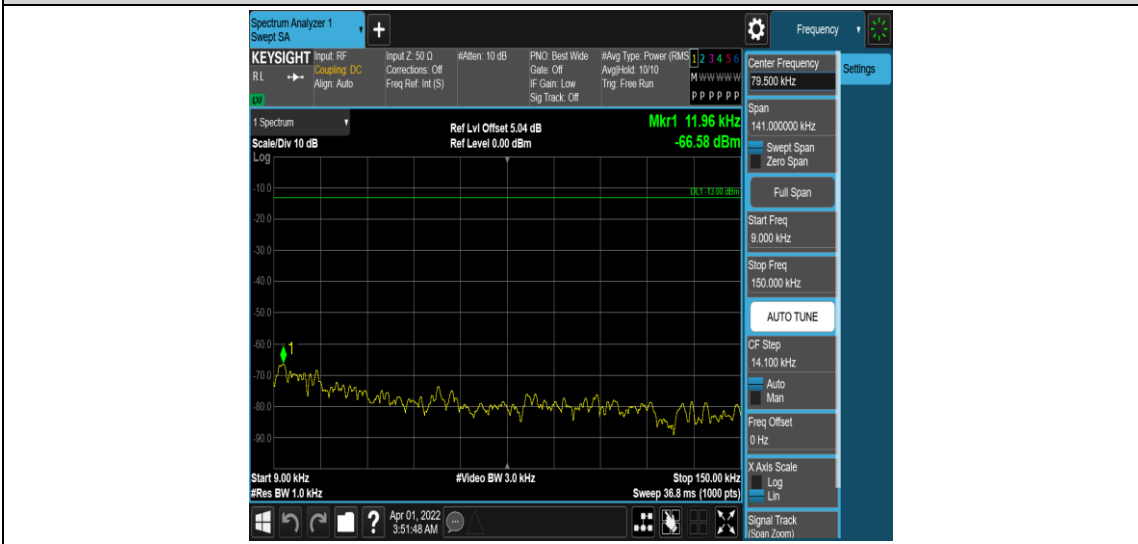 Spectrum Analyzer 1
Swept SA
+
Frequency
KEYSIGHT
R L
LXI
Input: RF
Coupling: DC
Align: Auto
Input Z: 50 Ω
Corrections: Off
Freq Ref: Int (S)
#Atten: 10 dB
PNO: Best Wide
Gate: Off
IF Gain: Low
Sig Track: Off
#Avg Type: Power (RMS
Avg|Hold: 10/10
Trig: Free Run
1 2 3 4 5 6
M W W W W W
P P P P P P
1 Spectrum
Scale/Div 10 dB
Log
Ref Lvl Offset 5.04 dB
Ref Level 0.00 dBm
Mkr1 11.96 kHz
-66.58 dBm
DL1 -13.00 dBm
-10.0
-20.0
-30.0
-40.0
-50.0
-60.0
-70.0
-80.0
-90.0
1
Start 9.00 kHz
#Res BW 1.0 kHz
#Video BW 3.0 kHz
Stop 150.00 kHz
Sweep 36.8 ms (1000 pts)
?
Apr 01, 2022
3:51:48 AM
Center Frequency
79.500 kHz
Span
141.000000 kHz
Swept Span
Zero Span
Full Span
Start Freq
9.000 kHz
Stop Freq
150.000 kHz
AUTO TUNE
CF Step
14.100 kHz
Auto
Man
Freq Offset
0 Hz
X Axis Scale
Log
Lin
Signal Track
(Span Zoom)
Settings